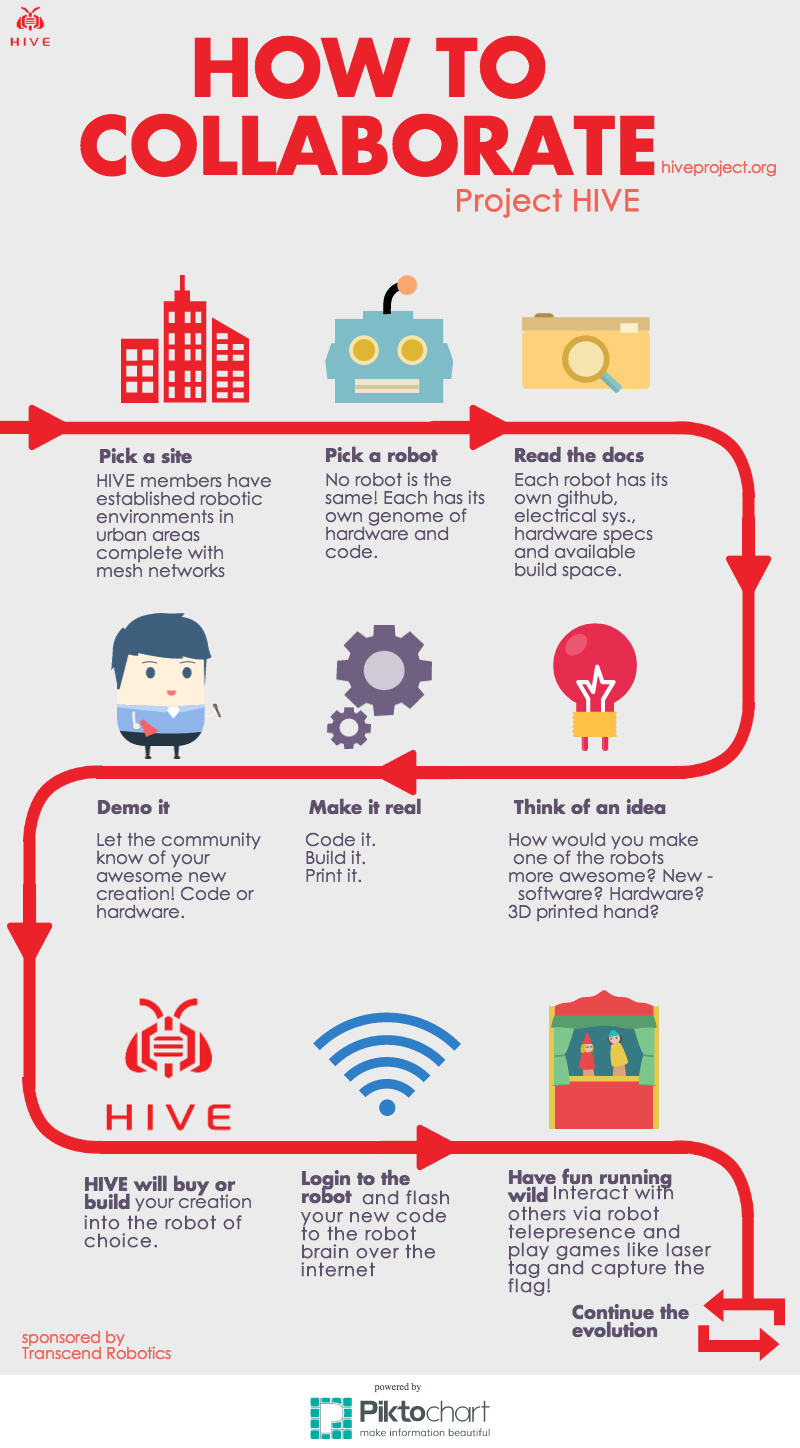 HIVE
HOW TO
COLLABORATE
hiveproject.org
Project HIVE
Pick a site
HIVE members have
established robotic
environments in
urban areas
complete with
mesh networks
Pick a robot
No robot is the
same! Each has its
own genome of
hardware and
code.
Read the docs
Each robot has its
own github,
electrical sys.,
hardware specs
and available
build space.
Think of an idea
How would you make
one of the robots
more awesome? New -
software? Hardware?
3D printed hand?
Make it real
Code it.
Build it.
Print it.
Demo it
Let the community
know of your
awesome new
creation! Code or
hardware.
HIVE
HIVE will buy or
build your creation
into the robot of
choice.
Login to the
robot and flash
your new code
to the robot
brain over the
internet
Have fun running
wild Interact with
others via robot
telepresence and
play games like laser
tag and capture the
flag!
Continue the
evolution
sponsored by
Transcend Robotics
powered by
Piktochart
make information beautiful